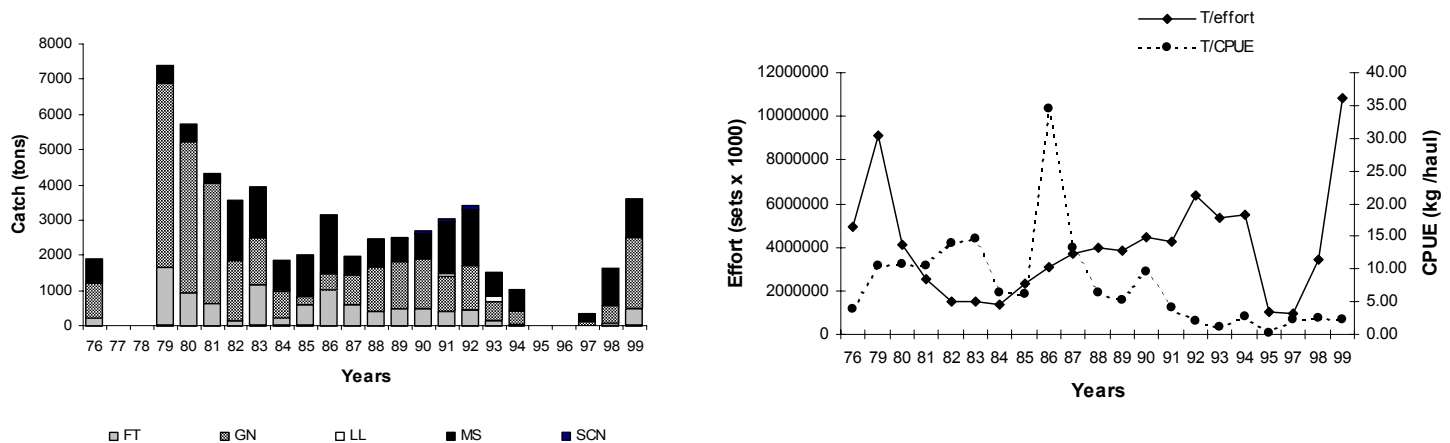 8000
7000
6000
5000
4000
3000
2000
1000
0
Catch (tons)
76 77 78 79 80 81 82 83 84 85 86 87 88 89 90 91 92 93 94 95 96 97 98 99
Years
FT GN LL MS SCN
T/effort
T/CPUE
12000000
10000000
8000000
6000000
4000000
2000000
0
Effort (sets x 1000)
40.00
35.00
30.00
25.00
20.00
15.00
10.00
5.00
0.00
CPUE (kg /haul)
76 79 80 81 82 83 84 85 86 87 88 89 90 91 92 93 94 95 97 98 99
Years